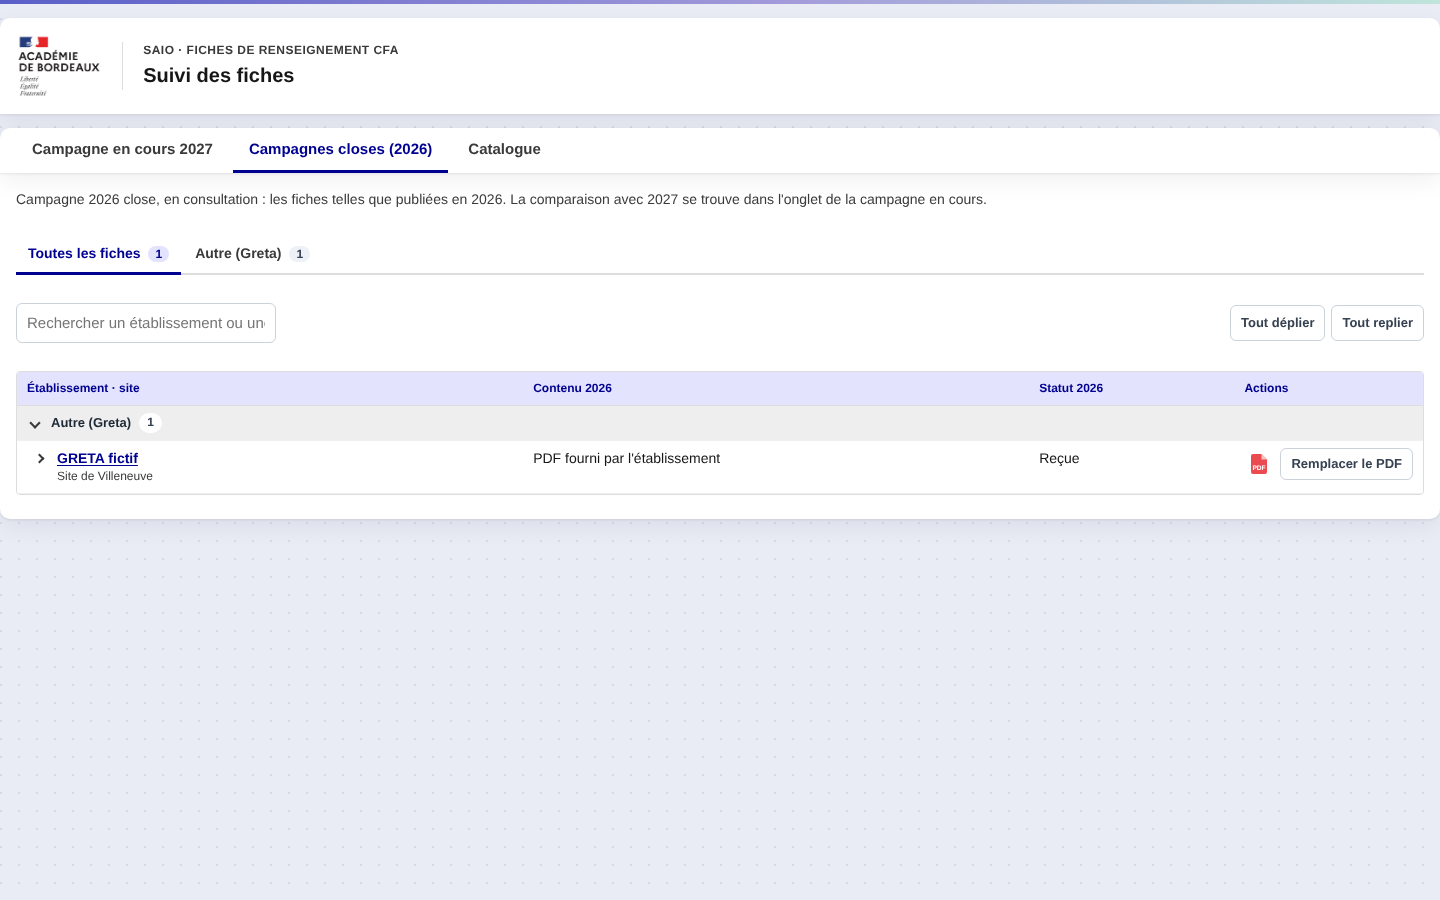 ACADÉMIE
DE BORDEAUX
Liberté
Égalité
Fraternité
SAIO · FICHES DE RENSEIGNEMENT CFA
Suivi des fiches
Campagne en cours 2027
Campagnes closes (2026)
Catalogue
Campagne 2026 close, en consultation : les fiches telles que publiées en 2026. La comparaison avec 2027 se trouve dans l'onglet de la campagne en cours.
Toutes les fiches 1
Autre (Greta) 1
Rechercher un établissement ou un
Tout déplier
Tout replier
Établissement · site
Contenu 2026
Statut 2026
Actions
Autre (Greta) 1
GRETA fictif
Site de Villeneuve
PDF fourni par l'établissement
Reçue
PDF
Remplacer le PDF